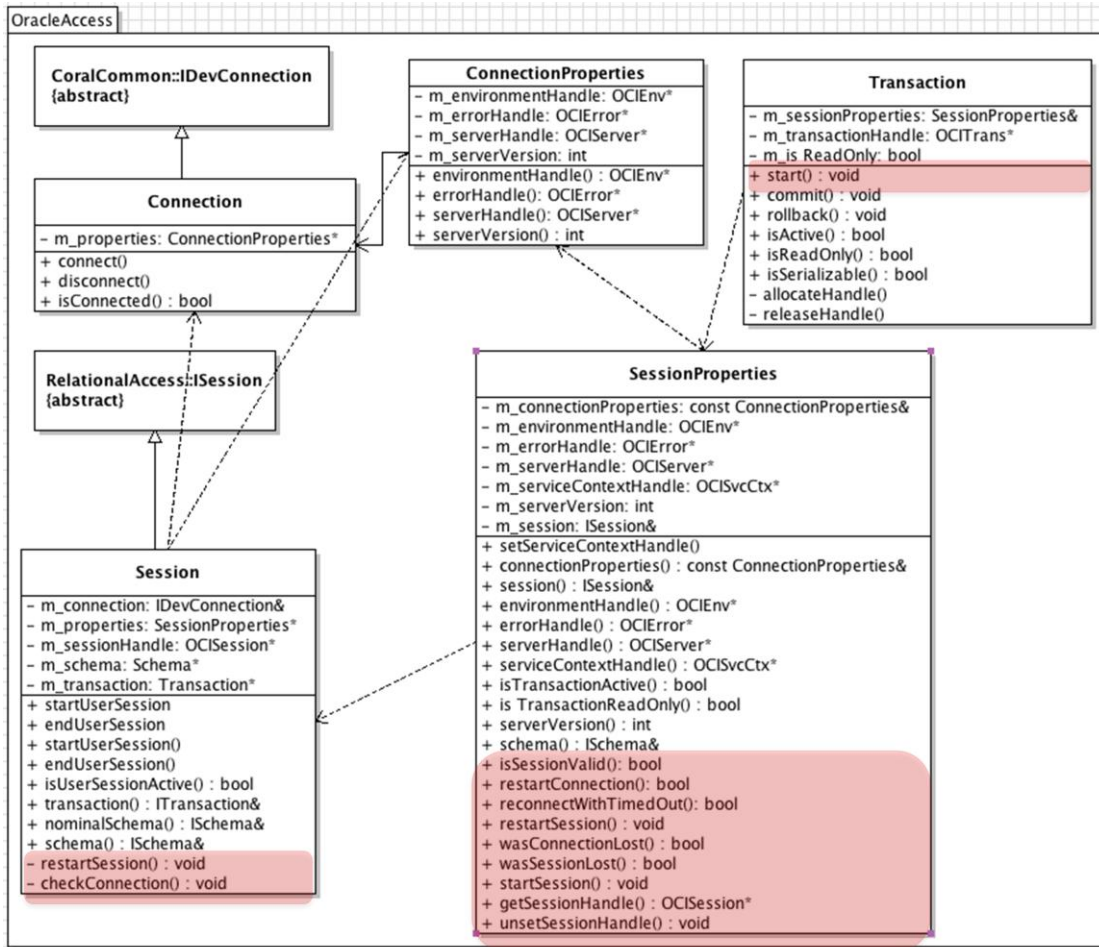 OracleAccess
CoralCommon::IDevConnection
{abstract}
Connection
- m_properties: ConnectionProperties*
+ connect()
+ disconnect()
+ isConnected() : bool
RelationalAccess::ISession
{abstract}
Session
- m_connection: IDevConnection&
- m_properties: SessionProperties*
- m_sessionHandle: OCISession*
- m_schema: Schema*
- m_transaction: Transaction*
+ startUserSession
+ endUserSession
+ startUserSession()
+ endUserSession()
+ isUserSessionActive() : bool
+ transaction() : ITransaction&
+ nominalSchema() : ISchema&
+ schema() : ISchema&
- restartSession() : void
- checkConnection() : void
ConnectionProperties
- m_environmentHandle: OCIEnv*
- m_errorHandle: OCIError*
- m_serverHandle: OCIServer*
- m_serverVersion: int
+ environmentHandle() : OCIEnv*
+ errorHandle() : OCIError*
+ serverHandle() : OCIServer*
+ serverVersion() : int
Transaction
- m_sessionProperties: SessionProperties&
- m_transactionHandle: OCITrans*
- m_is ReadOnly: bool
+ start() : void
+ commit() : void
+ rollback() : void
+ isActive() : bool
+ isReadOnly() : bool
+ isSerializable() : bool
- allocateHandle()
- releaseHandle()
SessionProperties
- m_connectionProperties: const ConnectionProperties&
- m_environmentHandle: OCIEnv*
- m_errorHandle: OCIError*
- m_serverHandle: OCIServer*
- m_serviceContextHandle: OCISvcCtx*
- m_serverVersion: int
- m_session: ISession&
+ setServiceContextHandle()
+ connectionProperties() : const ConnectionProperties&
+ session() : ISession&
+ environmentHandle() : OCIEnv*
+ errorHandle() : OCIError*
+ serverHandle() : OCIServer*
+ serviceContextHandle() : OCISvcCtx*
+ isTransactionActive() : bool
+ is TransactionReadOnly() : bool
+ serverVersion() : int
+ schema() : ISchema&
+ isSessionValid(): bool
+ restartConnection(): bool
+ reconnectWithTimedOut(): bool
+ restartSession() : void
+ wasConnectionLost() : bool
+ wasSessionLost() : bool
+ startSession() : void
+ getSessionHandle() : OCISession*
+ unsetSessionHandle() : void